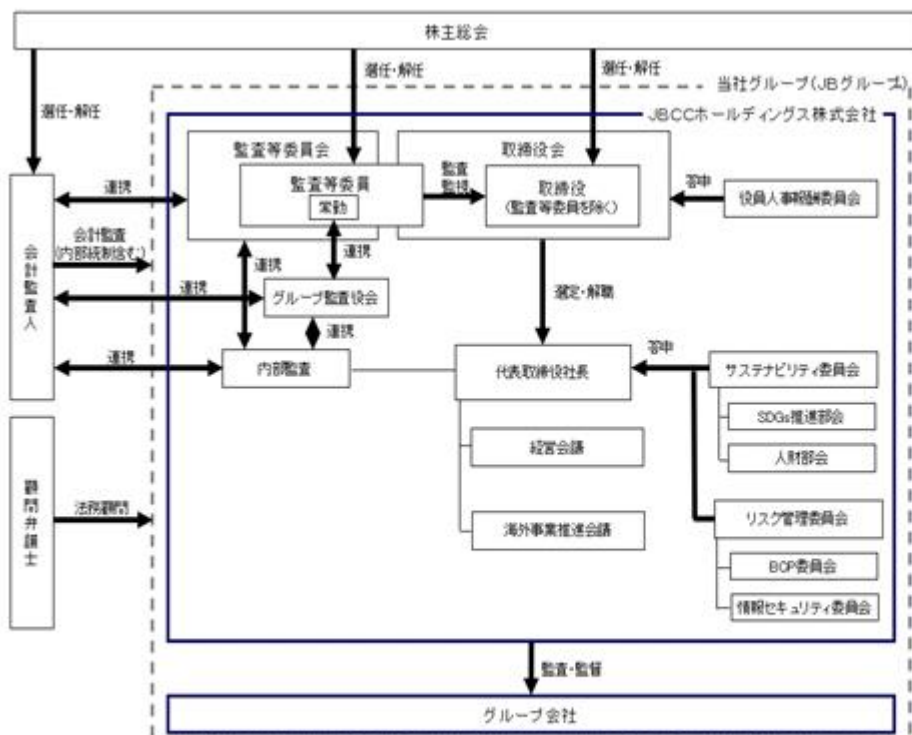 株主総会
選任・解任
選任・解任
選任・解任
当社グループ(JBグループ)
JBCCホールディングス株式会社
監査等委員会
取締役会
監査等委員
常勤
監査
取締役
(監査等委員を除く)
答申
役員人事報酬委員会
連携
会計監査人
会計監査
(内部統制含む)
連携
連携
連携
グループ監査役会
選定・解職
連携
連携
内部監査
代表取締役社長
答申
サステナビリティ委員会
SDGs推進部会
人財部会
経営会議
顧問弁護士
法務顧問
海外事業推進会議
リスク管理委員会
BCP委員会
情報セキュリティ委員会
監査・監督
グループ会社